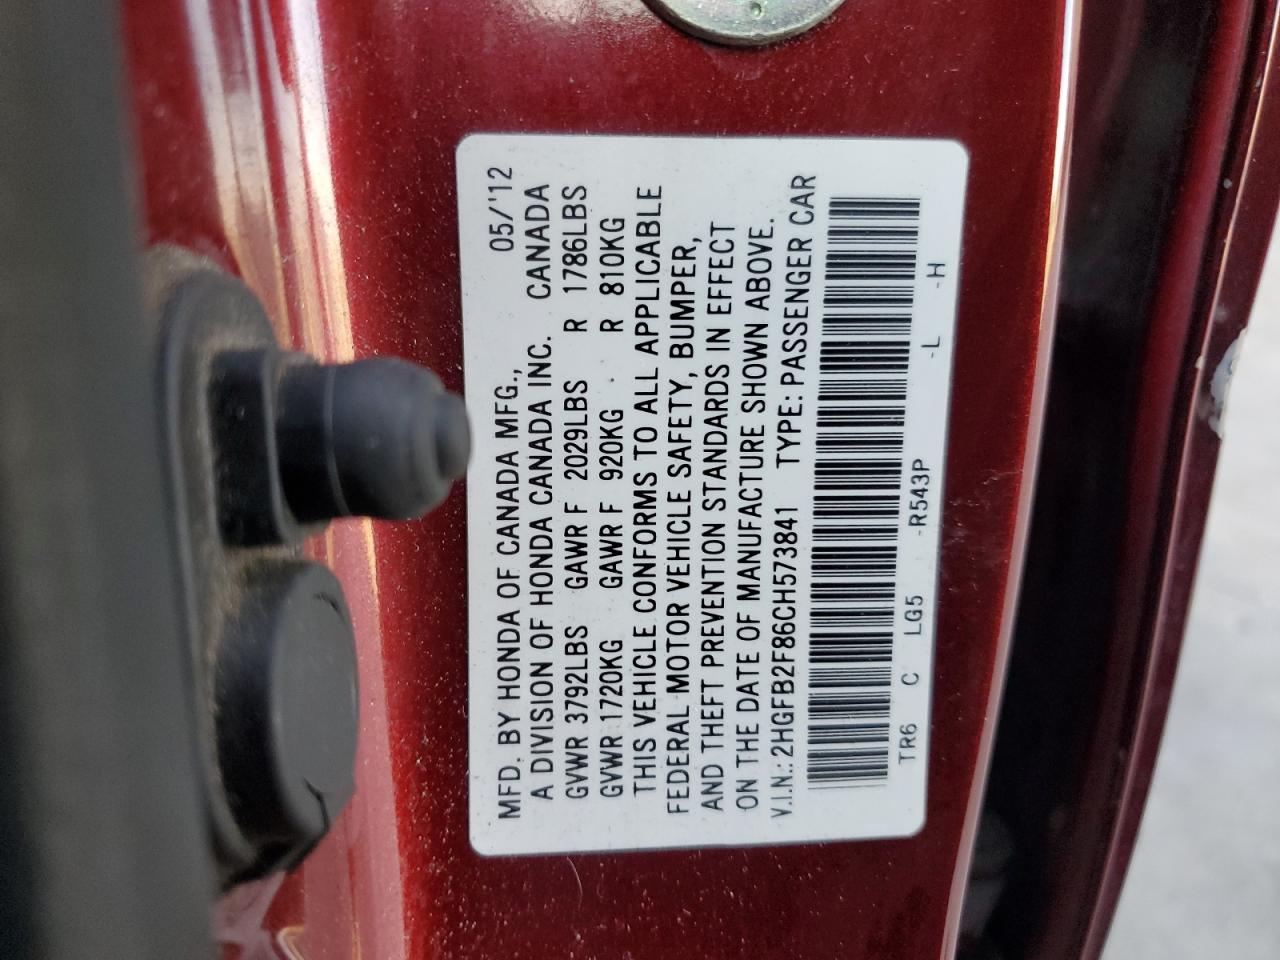 MFD. BY HONDA OF CANADA MFG., 05/'12
A DIVISION OF HONDA CANADA INC. CANADA
GVWR 3792LBS GAWR F 2029LBS R 1786LBS
GVWR 1720KG GAWR F 920KG R 810KG
THIS VEHICLE CONFORMS TO ALL APPLICABLE
FEDERAL MOTOR VEHICLE SAFETY, BUMPER,
AND THEFT PREVENTION STANDARDS IN EFFECT
ON THE DATE OF MANUFACTURE SHOWN ABOVE.
V.I.N.: 2HGFB2F86CH573841 TYPE: PASSENGER CAR
TR6 C LG5 -R543P -L -H